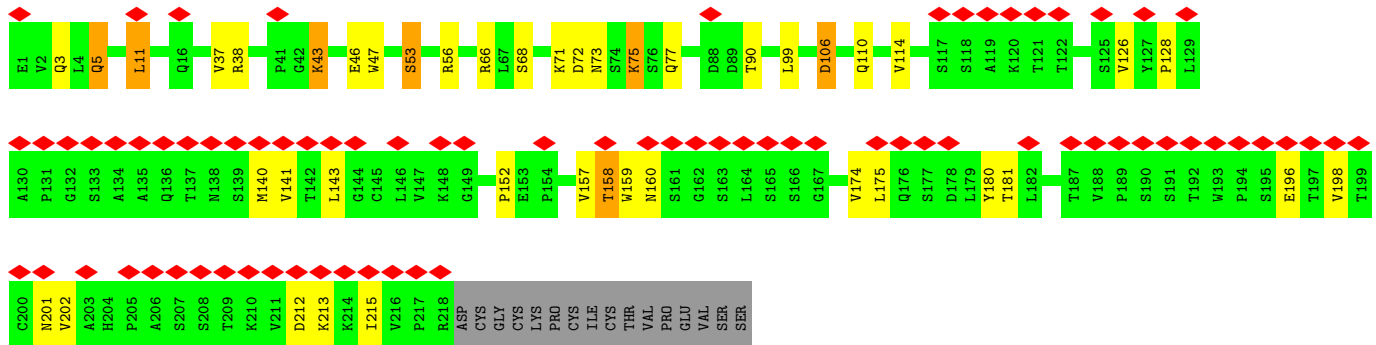 E1 V2 Q3 L4 Q5 L11 Q16 V37 R38 P41 G42 K43 E46 W47 S53 R56 R66 L67 S68 K71 D72 N73 S74 K75 S76 Q77 D88 D89 T90 L99 D106 Q110 V114 S117 S118 A119 K120 T121 T122 S125 V126 Y127 P128 L129
A130 P131 G132 S133 A134 A135 Q136 T137 N138 S139 M140 V141 T142 L143 G144 C145 L146 V147 K148 G149 P152 E153 P154 V157 T158 W159 N160 S161 G162 S163 L164 S165 S166 G167 V174 L175 Q176 S177 D178 L179 Y180 T181 L182 T187 V188 P189 S190 S191 T192 W193 P194 S195 E196 T197 V198 T199
C200 N201 V202 A203 H204 P205 A206 S207 S208 T209 K210 V211 D212 K213 K214 I215 V216 P217 R218 ASP CYS GLY CYS LYS PRO CYS ILE CYS THR VAL PRO GLU VAL SER SER